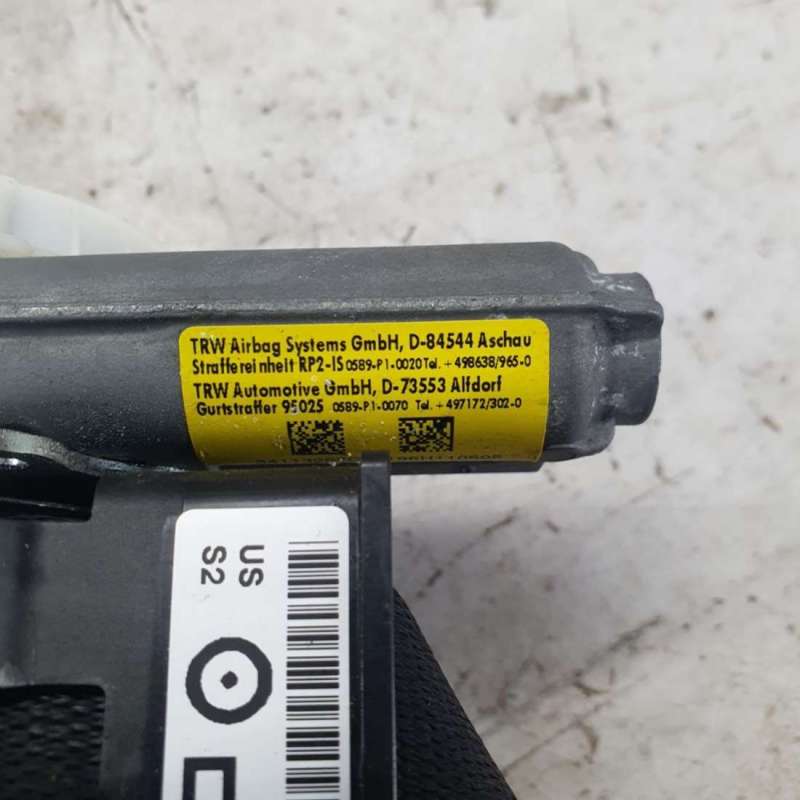 TRW Airbag Systems GmbH, D-84544 Aschau
Straffereinheit RP2-IS 0589-P1-0020 Tel. +498638/965-0
TRW Automotive GmbH, D-73553 Alfdorf
Gurtstraffer 95025 0589-P1-0070 Tel. +497172/302-0
US
S2